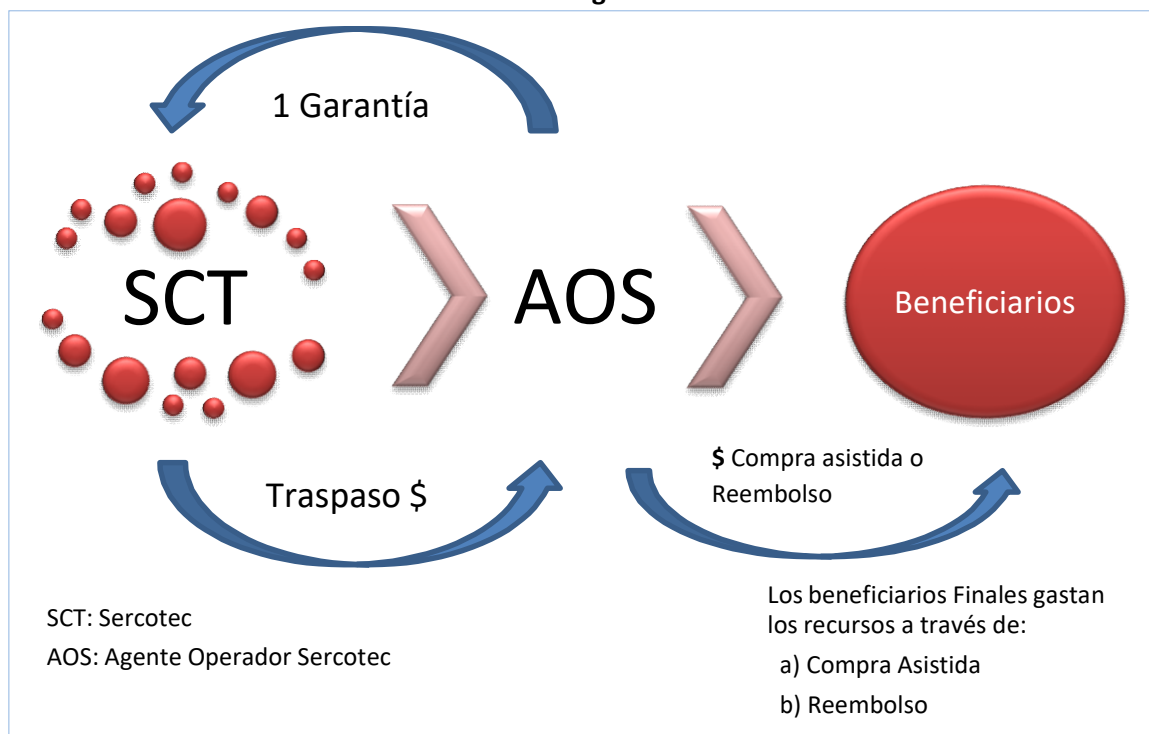 1 Garantía
SCT
AOS
Beneficiarios
Traspaso $
$ Compra asistida o
Reembolso
SCT: Sercotec
AOS: Agente Operador Sercotec
Los beneficiarios Finales gastan
los recursos a través de:
a) Compra Asistida
b) Reembolso